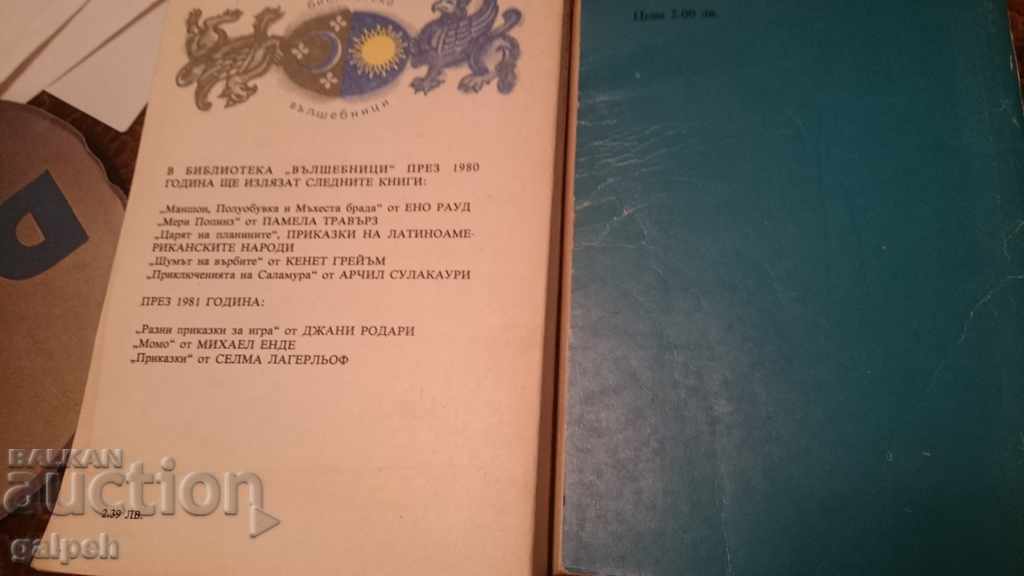 вълшебници
В БИБЛИОТЕКА „ВЪЛШЕБНИЦИ“ ПРЕЗ 1980
ГОДИНА ЩЕ ИЗЛЯЗАТ СЛЕДНИТЕ КНИГИ:
„Маншон, Полуобувка и Мъхеста брада“ от ЕНО РАУД
„Мери Попинз“ от ПАМЕЛА ТРАВЪРЗ
„Царят на планините“, ПРИКАЗКИ НА ЛАТИНОАМЕ-
РИКАНСКИТЕ НАРОДИ
„Шумът на върбите“ от КЕНЕТ ГРЕЙЪМ
„Приключенията на Саламура“ от АРЧИЛ СУЛАКАУРИ
ПРЕЗ 1981 ГОДИНА:
„Разни приказки за игра“ от ДЖАНИ РОДАРИ
„Момо“ от МИХАЕЛ ЕНДЕ
„Приказки“ от СЕЛМА ЛАГЕРЛЬОФ
2.39 ЛВ.
Цена 2.00 лв.
BALKAN
auction
galpeh